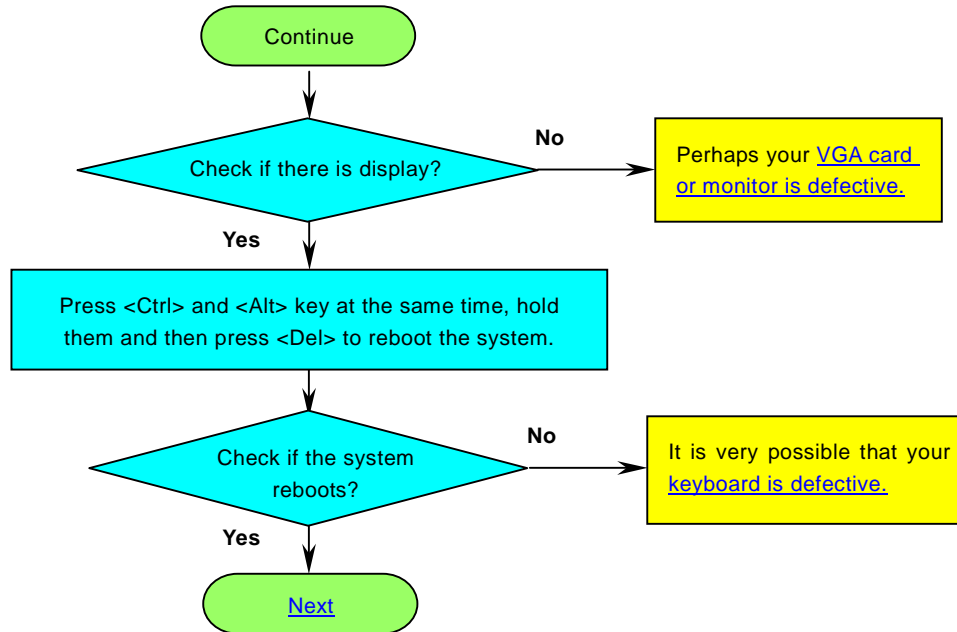 Continue
Check if there is display?
No
Perhaps your VGA card
or monitor is defective.
Yes
Press <Ctrl> and <Alt> key at the same time, hold
them and then press <Del> to reboot the system.
Check if the system
reboots?
No
It is very possible that your
keyboard is defective.
Yes
Next